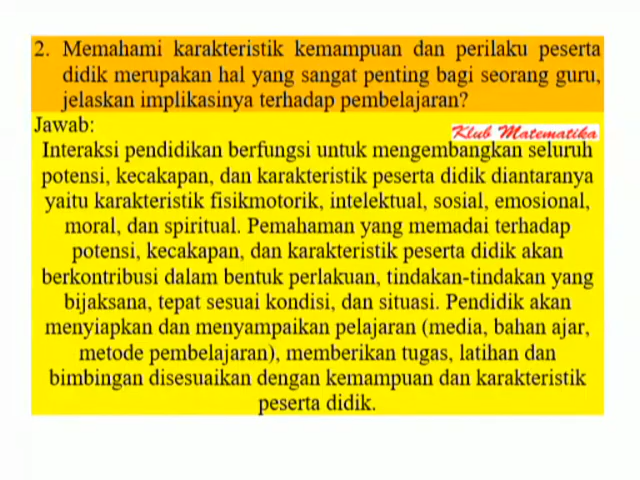 2. Memahami karakteristik kemampuan dan perilaku peserta
didik merupakan hal yang sangat penting bagi seorang guru,
jelaskan implikasinya terhadap pembelajaran?
Jawab:
Klub Matematika
Interaksi pendidikan berfungsi untuk mengembangkan seluruh
potensi, kecakapan, dan karakteristik peserta didik diantaranya
yaitu karakteristik fisikmotorik, intelektual, sosial, emosional,
moral, dan spiritual. Pemahaman yang memadai terhadap
potensi, kecakapan, dan karakteristik peserta didik akan
berkontribusi dalam bentuk perlakuan, tindakan-tindakan yang
bijaksana, tepat sesuai kondisi, dan situasi. Pendidik akan
menyiapkan dan menyampaikan pelajaran (media, bahan ajar,
metode pembelajaran), memberikan tugas, latihan dan
bimbingan disesuaikan dengan kemampuan dan karakteristik
peserta didik.